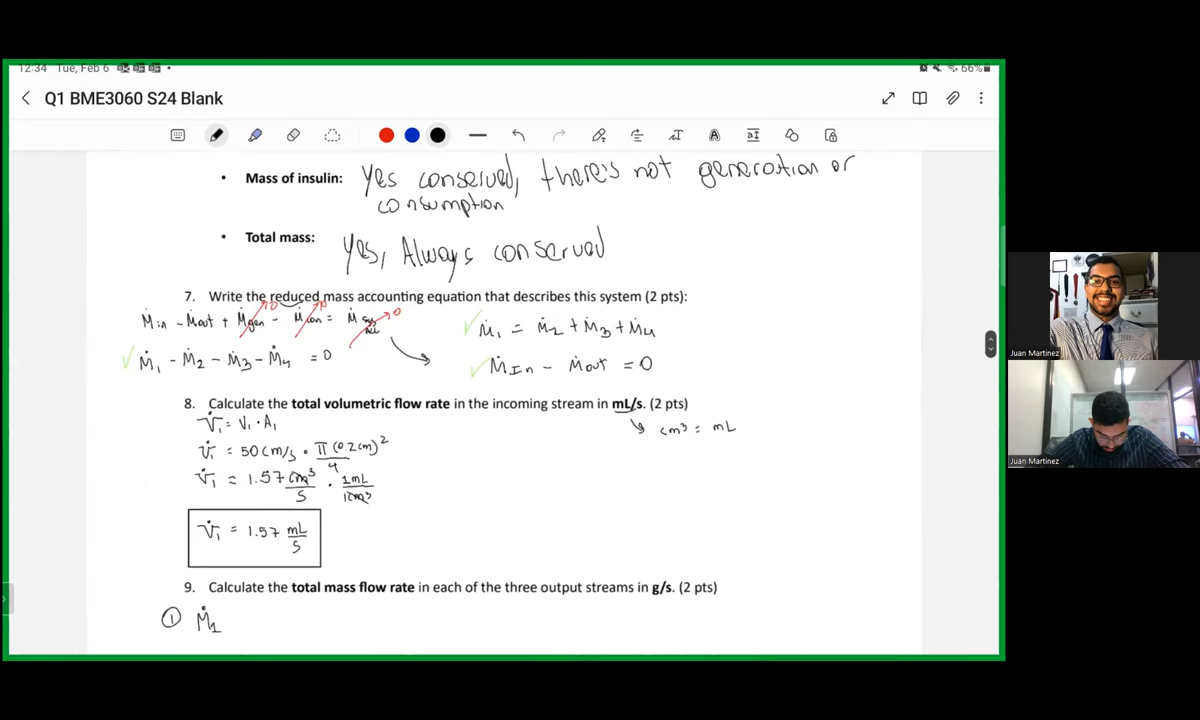 12:34 Tue, Feb 6
66%
Q1 BME3060 S24 Blank
• Mass of insulin: Yes conserved, there's not generation or
consumption
• Total mass: Yes, Always conserved
7. Write the reduced mass accounting equation that describes this system (2 pts):
ṁin - ṁout + ṁgen - ṁcon = ṁ sys acc
0 0 0
✓ ṁ1 = ṁ2 + ṁ3 + ṁ4
✓ ṁ1 - ṁ2 - ṁ3 - ṁ4 = 0
✓ ṁIn - ṁout = 0
8. Calculate the total volumetric flow rate in the incoming stream in mL/s. (2 pts)
V̇1 = V1 · A1
cm³ = mL
V̇1 = 50 cm/s · π(0.2cm)²/4
V̇1 = 1.57 cm³/s · 1mL/1cm³
V̇1 = 1.57 mL/s
9. Calculate the total mass flow rate in each of the three output streams in g/s. (2 pts)
① ṁ1
Juan Martinez
Juan Martinez